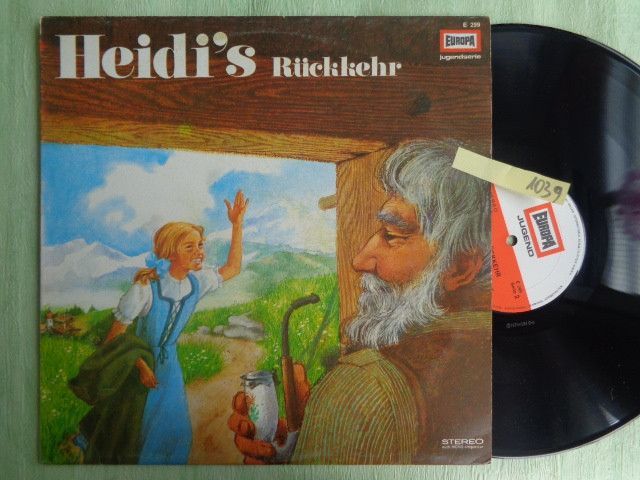 E 299
EUROPA
jugendserie
Heidi's Rückkehr
1039
EUROPA
JUGEND
STEREO